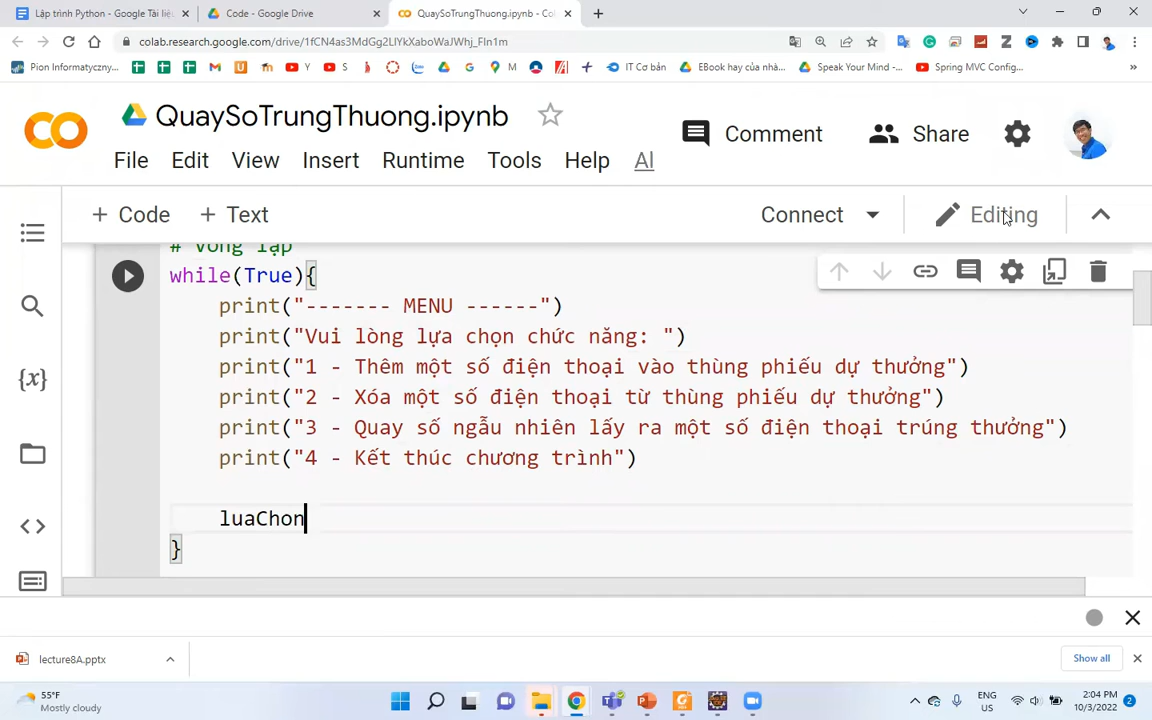 Lập trình Python - Google Tài liệu
Code - Google Drive
QuaySoTrungThuong.ipynb - Col
colab.research.google.com/drive/1fCN4as3MdGg2LIYkXaboWaJWhj_FIn1m
Pion Informatyczny...
Y
S
M
IT Cơ bản
EBook hay của nhà...
Speak Your Mind -...
Spring MVC Config...
»
QuaySoTrungThuong.ipynb
Comment
Share
File Edit View Insert Runtime Tools Help AI
+ Code + Text
Connect
Editing
# Vòng lặp
while(True){
print("------- MENU ------")
print("Vui lòng lựa chọn chức năng: ")
print("1 - Thêm một số điện thoại vào thùng phiếu dự thưởng")
print("2 - Xóa một số điện thoại từ thùng phiếu dự thưởng")
print("3 - Quay số ngẫu nhiên lấy ra một số điện thoại trúng thưởng")
print("4 - Kết thúc chương trình")
luaChon
}
lecture8A.pptx
Show all
55°F
Mostly cloudy
ENG
US
2:04 PM
10/3/2022
2